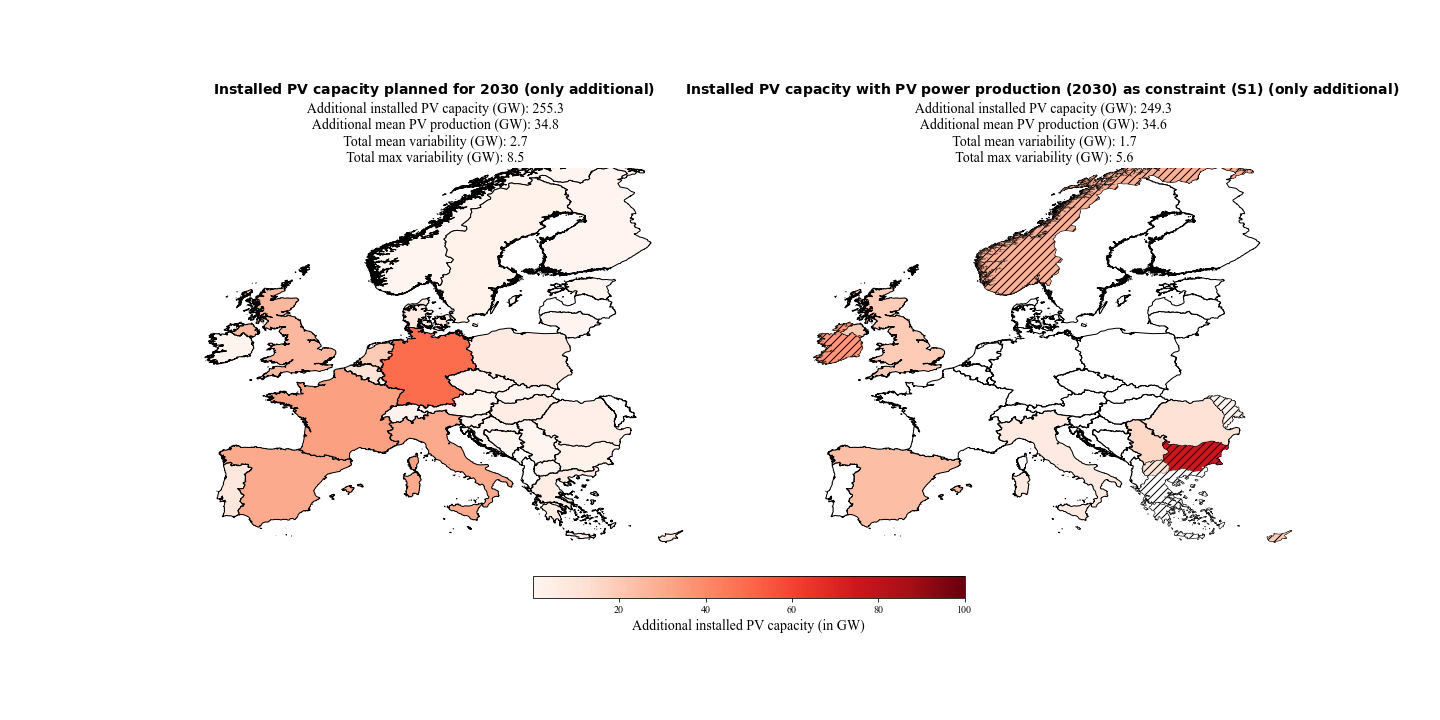 Installed PV capacity planned for 2030 (only additional)
Additional installed PV capacity (GW): 255.3
Additional mean PV production (GW): 34.8
Total mean variability (GW): 2.7
Total max variability (GW): 8.5
Installed PV capacity with PV power production (2030) as constraint (S1) (only additional)
Additional installed PV capacity (GW): 249.3
Additional mean PV production (GW): 34.6
Total mean variability (GW): 1.7
Total max variability (GW): 5.6
20 40 60 80 100
Additional installed PV capacity (in GW)